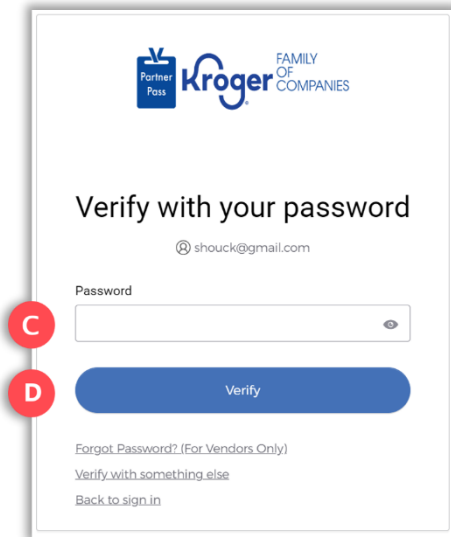 Partner
Pass
Kroger
FAMILY
OF
COMPANIES
Verify with your password
shouck@gmail.com
Password
C
D
Verify
Forgot Password? (For Vendors Only)
Verify with something else
Back to sign in